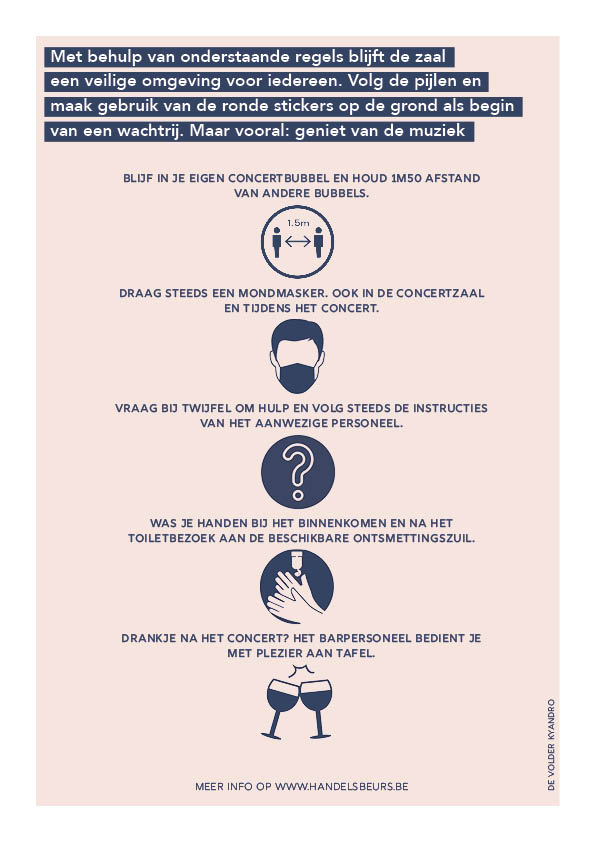 Met behulp van onderstaande regels blijft de zaal
een veilige omgeving voor iedereen. Volg de pijlen en
maak gebruik van de ronde stickers op de grond als begin
van een wachtrij. Maar vooral: geniet van de muziek
BLIJF IN JE EIGEN CONCERTBUBBEL EN HOUD 1M50 AFSTAND
VAN ANDERE BUBBELS.
1.5m
DRAAG STEEDS EEN MONDMASKER. OOK IN DE CONCERTZAAL
EN TIJDENS HET CONCERT.
VRAAG BIJ TWIJFEL OM HULP EN VOLG STEEDS DE INSTRUCTIES
VAN HET AANWEZIGE PERSONEEL.
?
WAS JE HANDEN BIJ HET BINNENKOMEN EN NA HET
TOILETBEZOEK AAN DE BESCHIKBARE ONTSMETTINGSZUIL.
DRANKJE NA HET CONCERT? HET BARPERSONEEL BEDIENT JE
MET PLEZIER AAN TAFEL.
MEER INFO OP WWW.HANDELSBEURS.BE
DE VOLDER KYANDRO